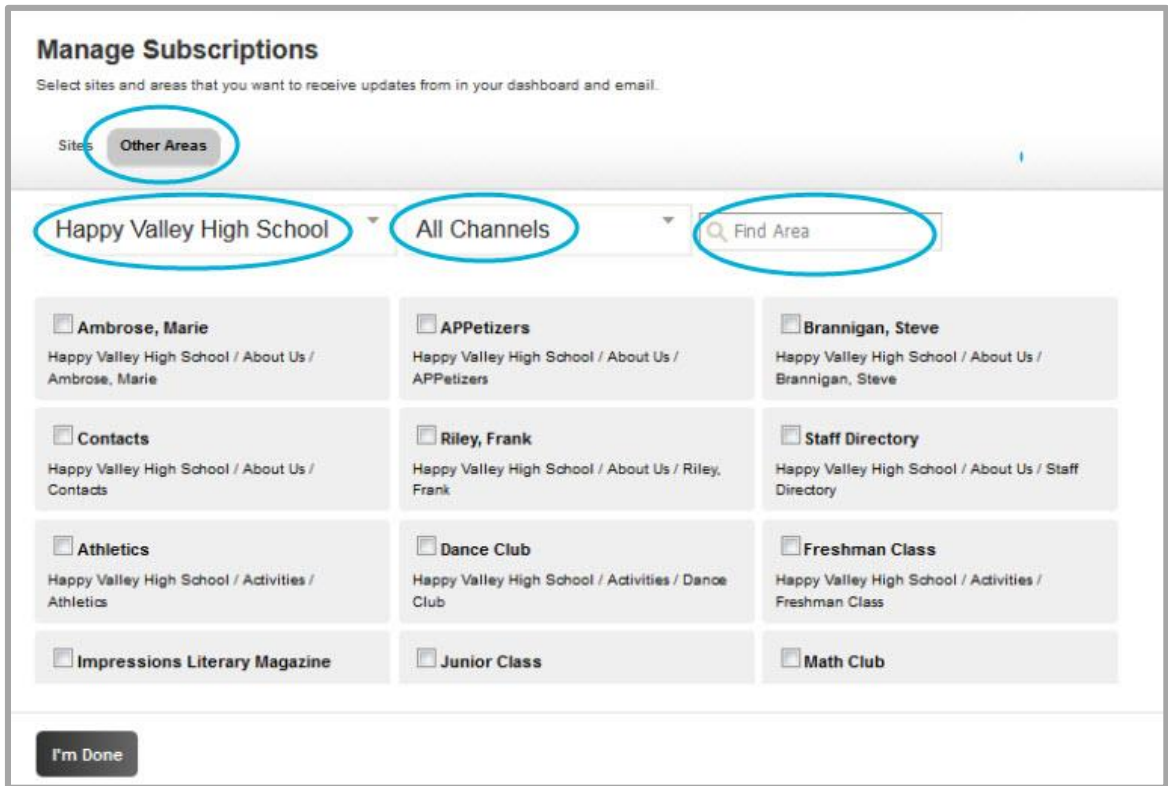 Manage Subscriptions
Select sites and areas that you want to receive updates from in your dashboard and email.
Sites Other Areas
Happy Valley High School All Channels Find Area
Ambrose, Marie
Happy Valley High School / About Us /
Ambrose, Marie
APPetizers
Happy Valley High School / About Us /
APPetizers
Brannigan, Steve
Happy Valley High School / About Us /
Brannigan, Steve
Contacts
Happy Valley High School / About Us /
Contacts
Riley, Frank
Happy Valley High School / About Us / Riley,
Frank
Staff Directory
Happy Valley High School / About Us / Staff
Directory
Athletics
Happy Valley High School / Activities /
Athletics
Dance Club
Happy Valley High School / Activities / Dance
Club
Freshman Class
Happy Valley High School / Activities /
Freshman Class
Impressions Literary Magazine
Junior Class
Math Club
I'm Done